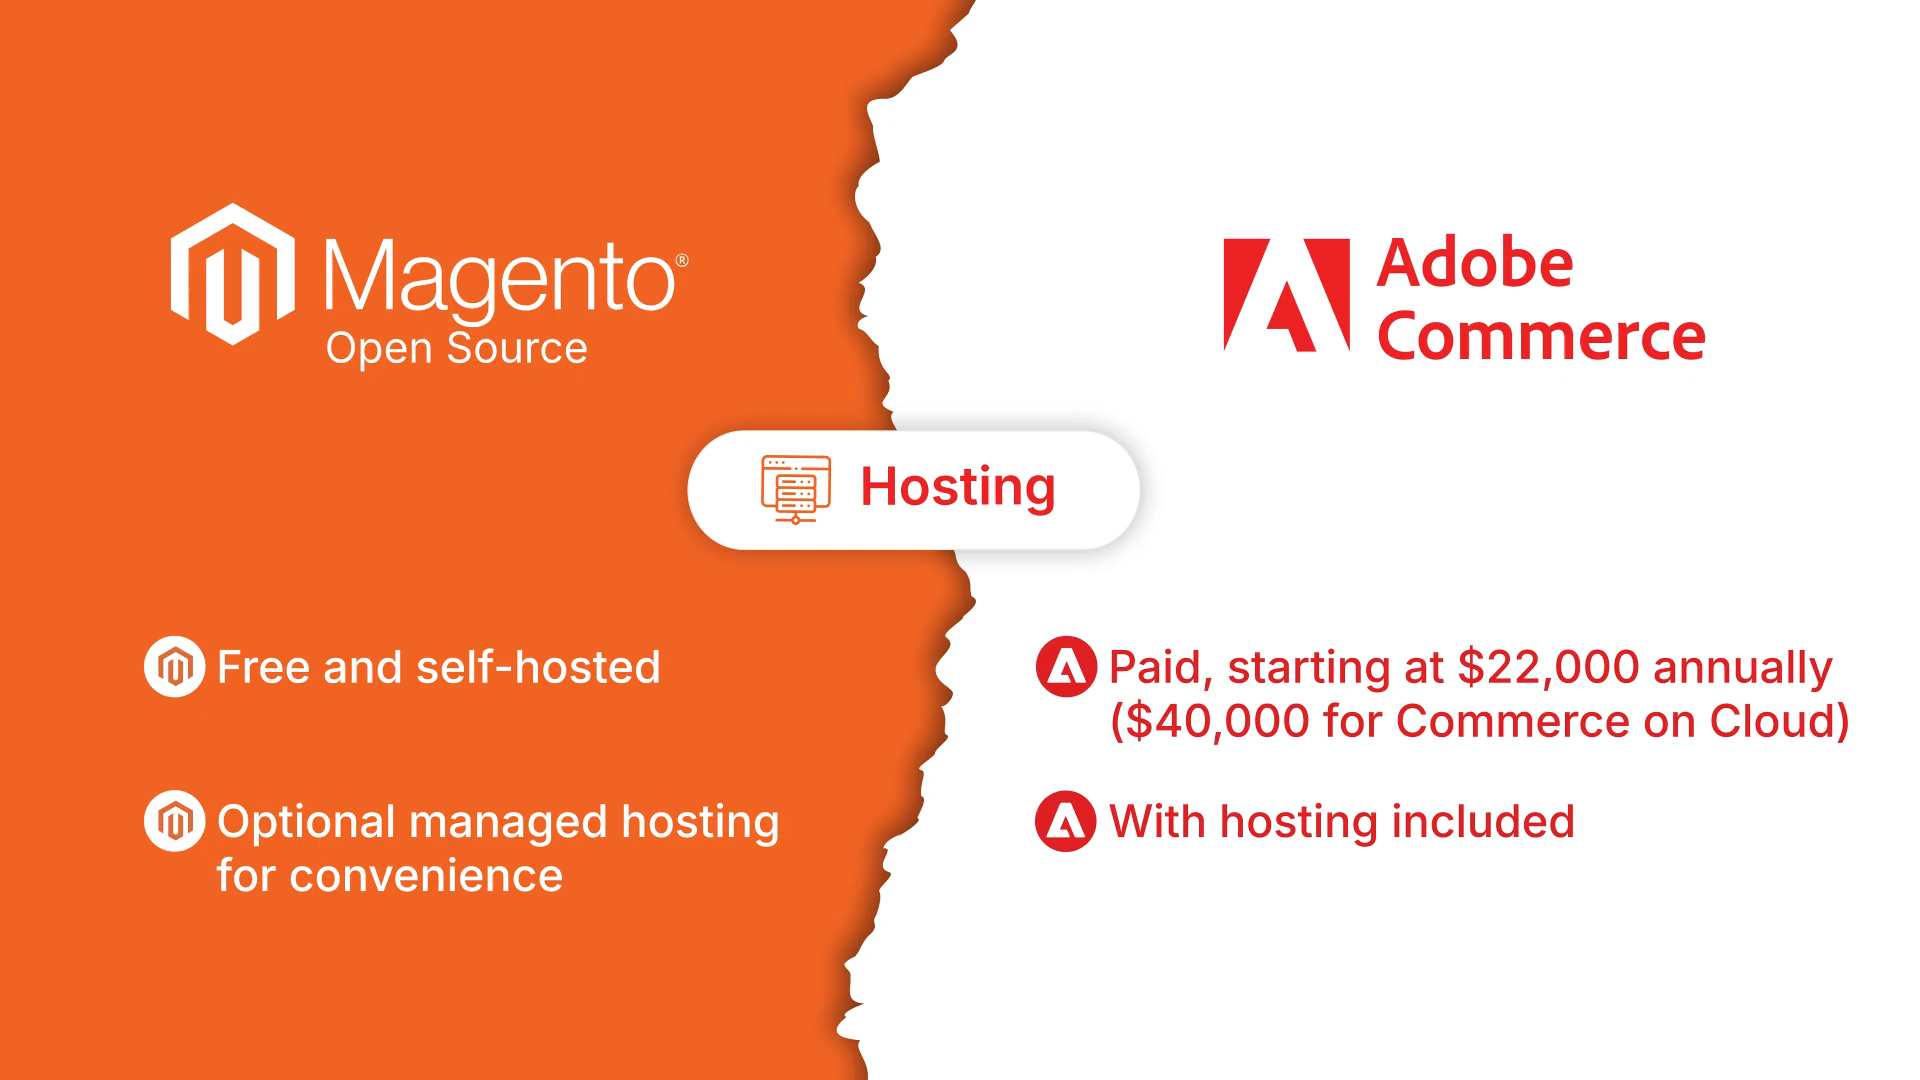 Magento®
Open Source
Adobe
Commerce
Hosting
Free and self-hosted
Optional managed hosting
for convenience
Paid, starting at $22,000 annually
($40,000 for Commerce on Cloud)
With hosting included